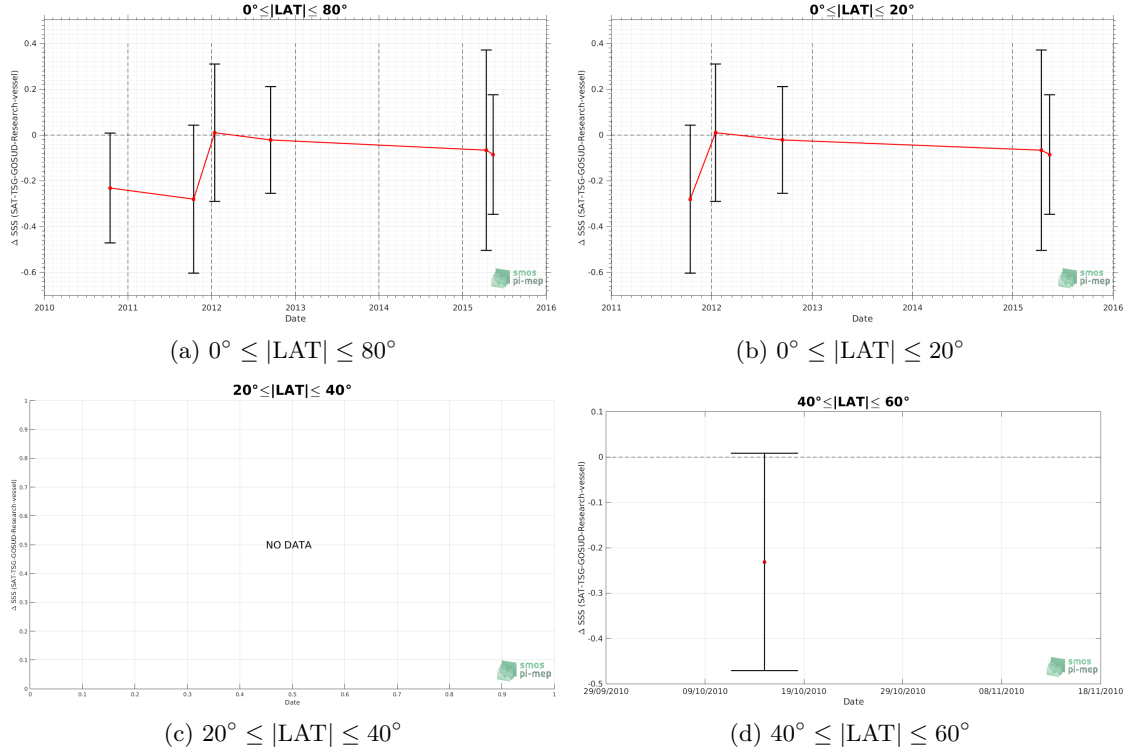 0°≤|LAT|≤ 80°
Δ SSS (SAT-TSG-GOSUD-Research-vessel)
0.4
0.2
0
-0.2
-0.4
-0.6
2010 2011 2012 2013 2014 2015 2016
Date
smos
pi-mep
(a) 0° ≤ |LAT| ≤ 80°
0°≤|LAT|≤ 20°
Δ SSS (SAT-TSG-GOSUD-Research-vessel)
0.4
0.2
0
-0.2
-0.4
-0.6
2011 2012 2013 2014 2015 2016
Date
smos
pi-mep
(b) 0° ≤ |LAT| ≤ 20°
20°≤|LAT|≤ 40°
Δ SSS (SAT-TSG-GOSUD-Research-vessel)
1
0.9
0.8
0.7
0.6
0.5
0.4
0.3
0.2
0.1
0
NO DATA
0 0.1 0.2 0.3 0.4 0.5 0.6 0.7 0.8 0.9 1
Date
smos
pi-mep
(c) 20° ≤ |LAT| ≤ 40°
40°≤|LAT|≤ 60°
Δ SSS (SAT-TSG-GOSUD-Research-vessel)
0.1
0
-0.1
-0.2
-0.3
-0.4
-0.5
29/09/2010 09/10/2010 19/10/2010 29/10/2010 08/11/2010 18/11/2010
Date
smos
pi-mep
(d) 40° ≤ |LAT| ≤ 60°